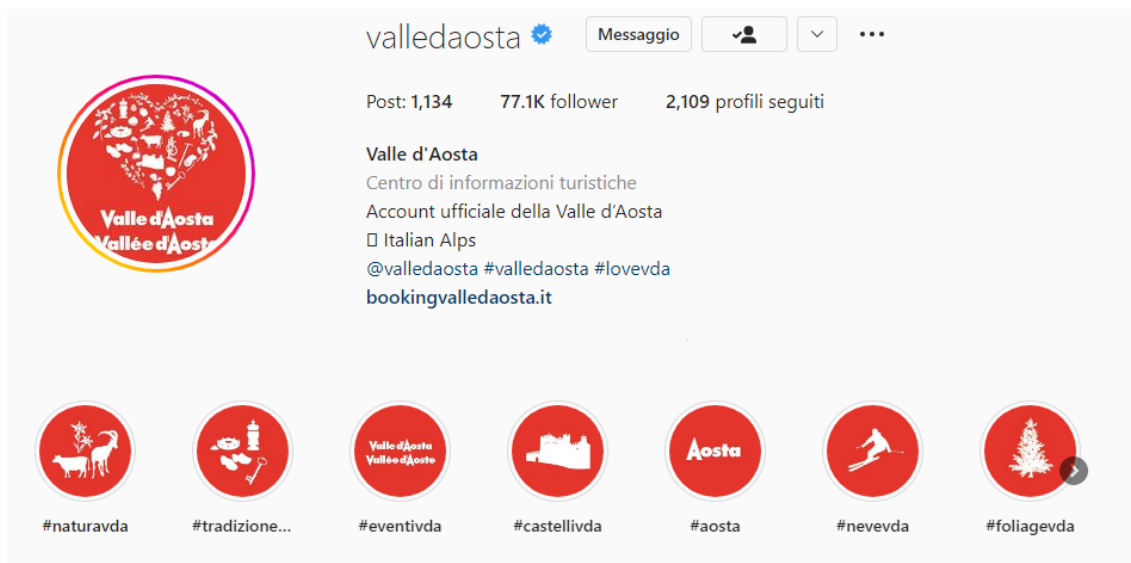 valledaosta
Messaggio
Post: 1,134 77.1K follower 2,109 profili seguiti
Valle d'Aosta
Centro di informazioni turistiche
Account ufficiale della Valle d’Aosta
Italian Alps
@valledaosta #valledaosta #lovevda
bookingvalledaosta.it
Valle d'Aosta
Vallée d'Aoste
Valle d'Aosta
Vallée d'Aoste
Aosta
#naturavda #tradizione... #eventivda #castellivda #aosta #nevevda #foliagevda